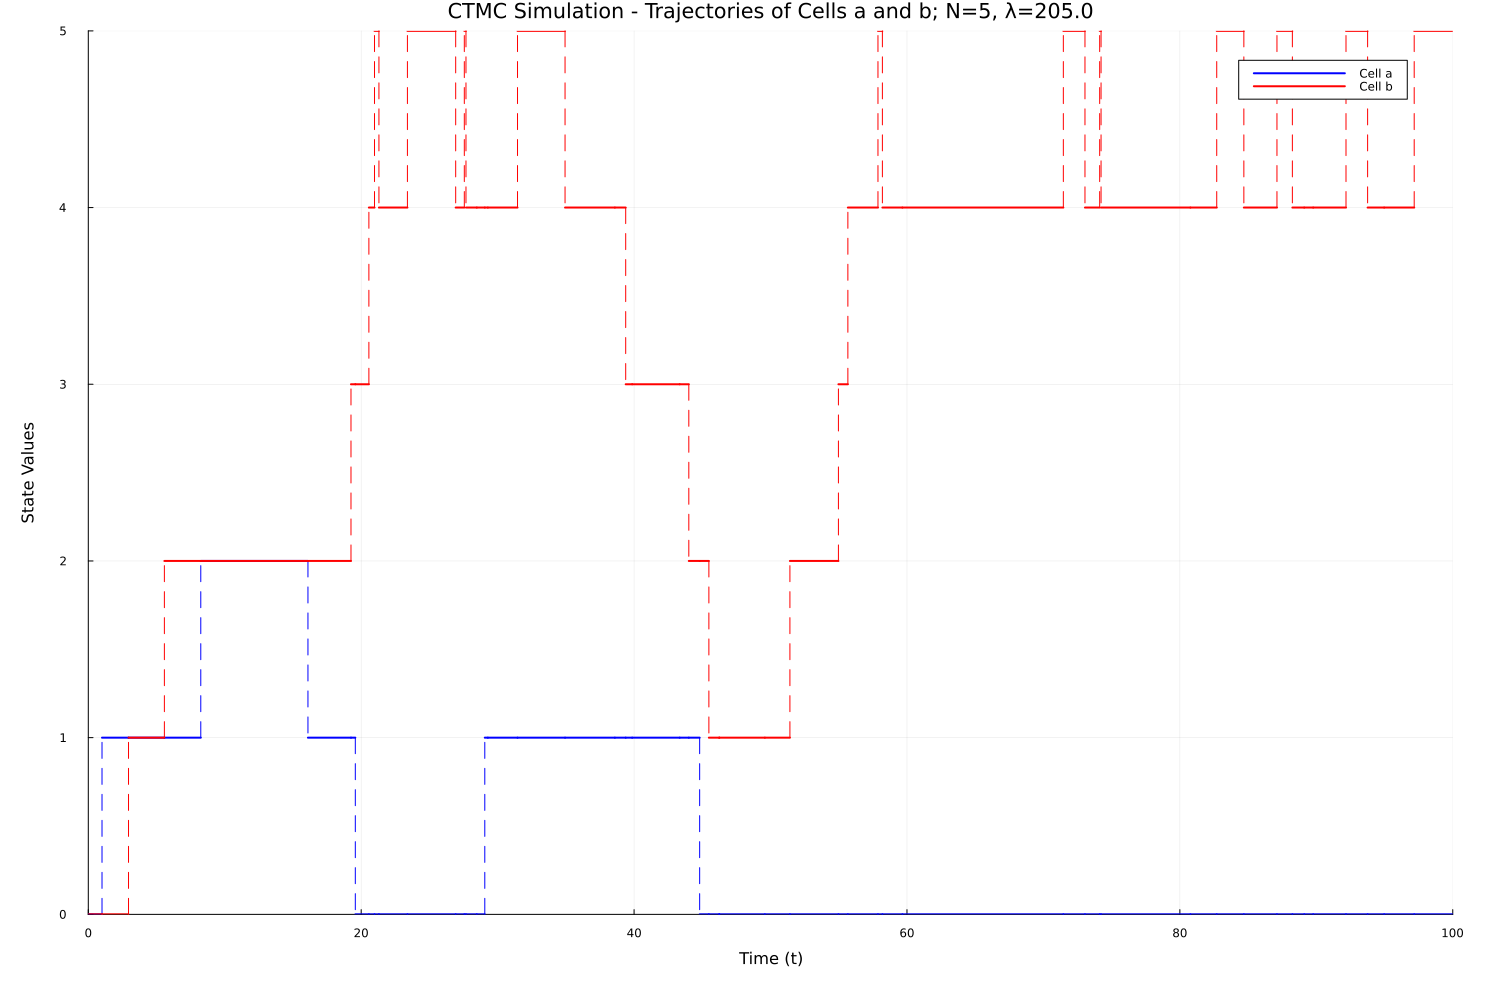 CTMC Simulation - Trajectories of Cells a and b; N=5, λ=205.0
5
Cell a
Cell b
4
3
State Values
2
1
0
0 20 40 60 80 100
Time (t)